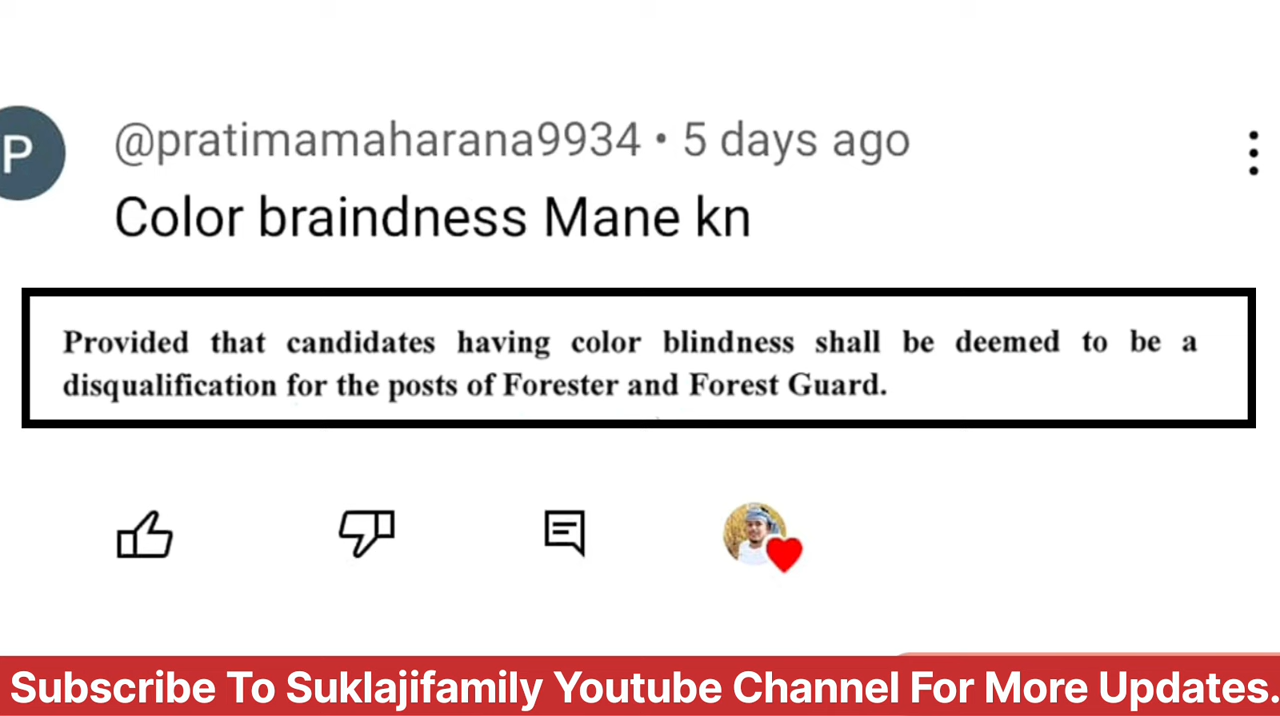 P
@pratimamaharana9934 • 5 days ago
Color braindness Mane kn
Provided that candidates having color blindness shall be deemed to be a
disqualification for the posts of Forester and Forest Guard.
Subscribe To Suklajifamily Youtube Channel For More Updates.